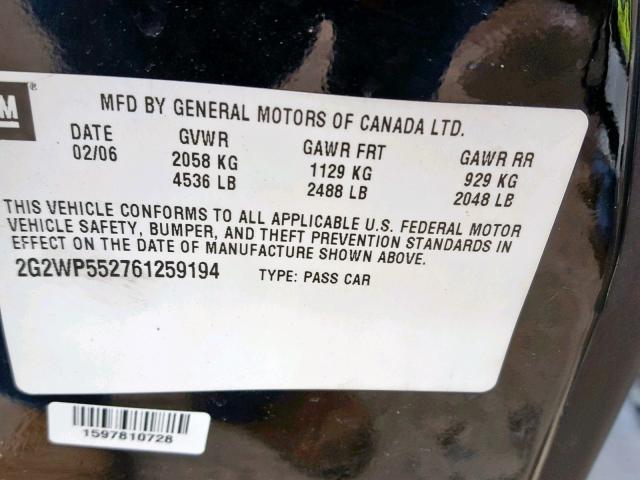 M®
MFD BY GENERAL MOTORS OF CANADA LTD.
DATE GVWR GAWR FRT GAWR RR
02/06 2058 KG 1129 KG 929 KG
4536 LB 2488 LB 2048 LB
THIS VEHICLE CONFORMS TO ALL APPLICABLE U.S. FEDERAL MOTOR
VEHICLE SAFETY, BUMPER, AND THEFT PREVENTION STANDARDS IN
EFFECT ON THE DATE OF MANUFACTURE SHOWN ABOVE.
2G2WP552761259194 TYPE: PASS CAR
1597810728